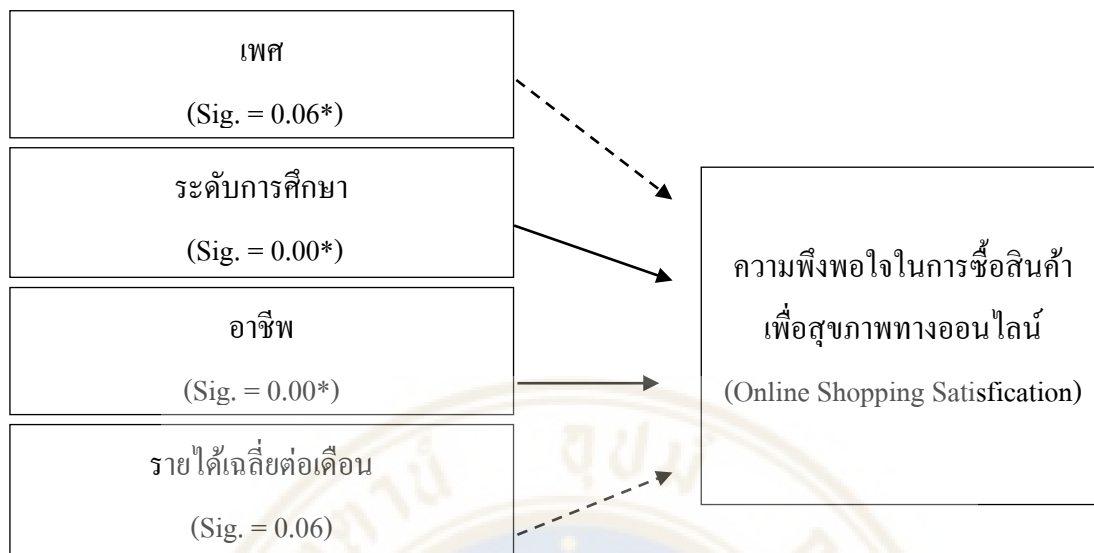 เพศ
(Sig. = 0.06*)
ระดับการศึกษา
(Sig. = 0.00*)
อาชีพ
(Sig. = 0.00*)
รายได้เฉลี่ยต่อเดือน
(Sig. = 0.06)
ความพึงพอใจในการซื้อสินค้า
เพื่อสุขภาพทางออนไลน์
(Online Shopping Satisfication)
อุปม